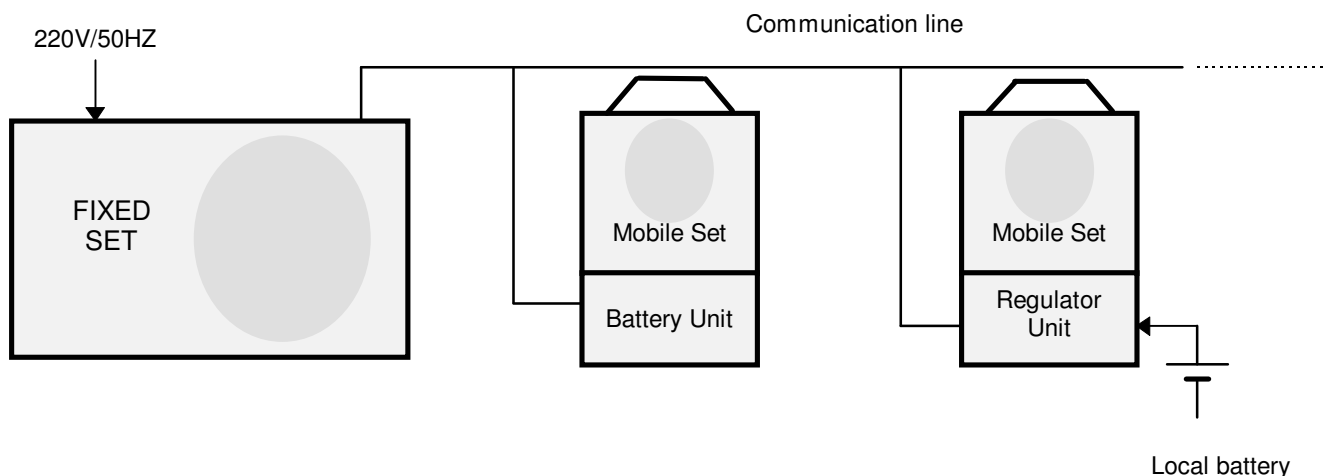 Communication line
220V/50HZ
FIXED
SET
Mobile Set
Battery Unit
Mobile Set
Regulator
Unit
Local battery